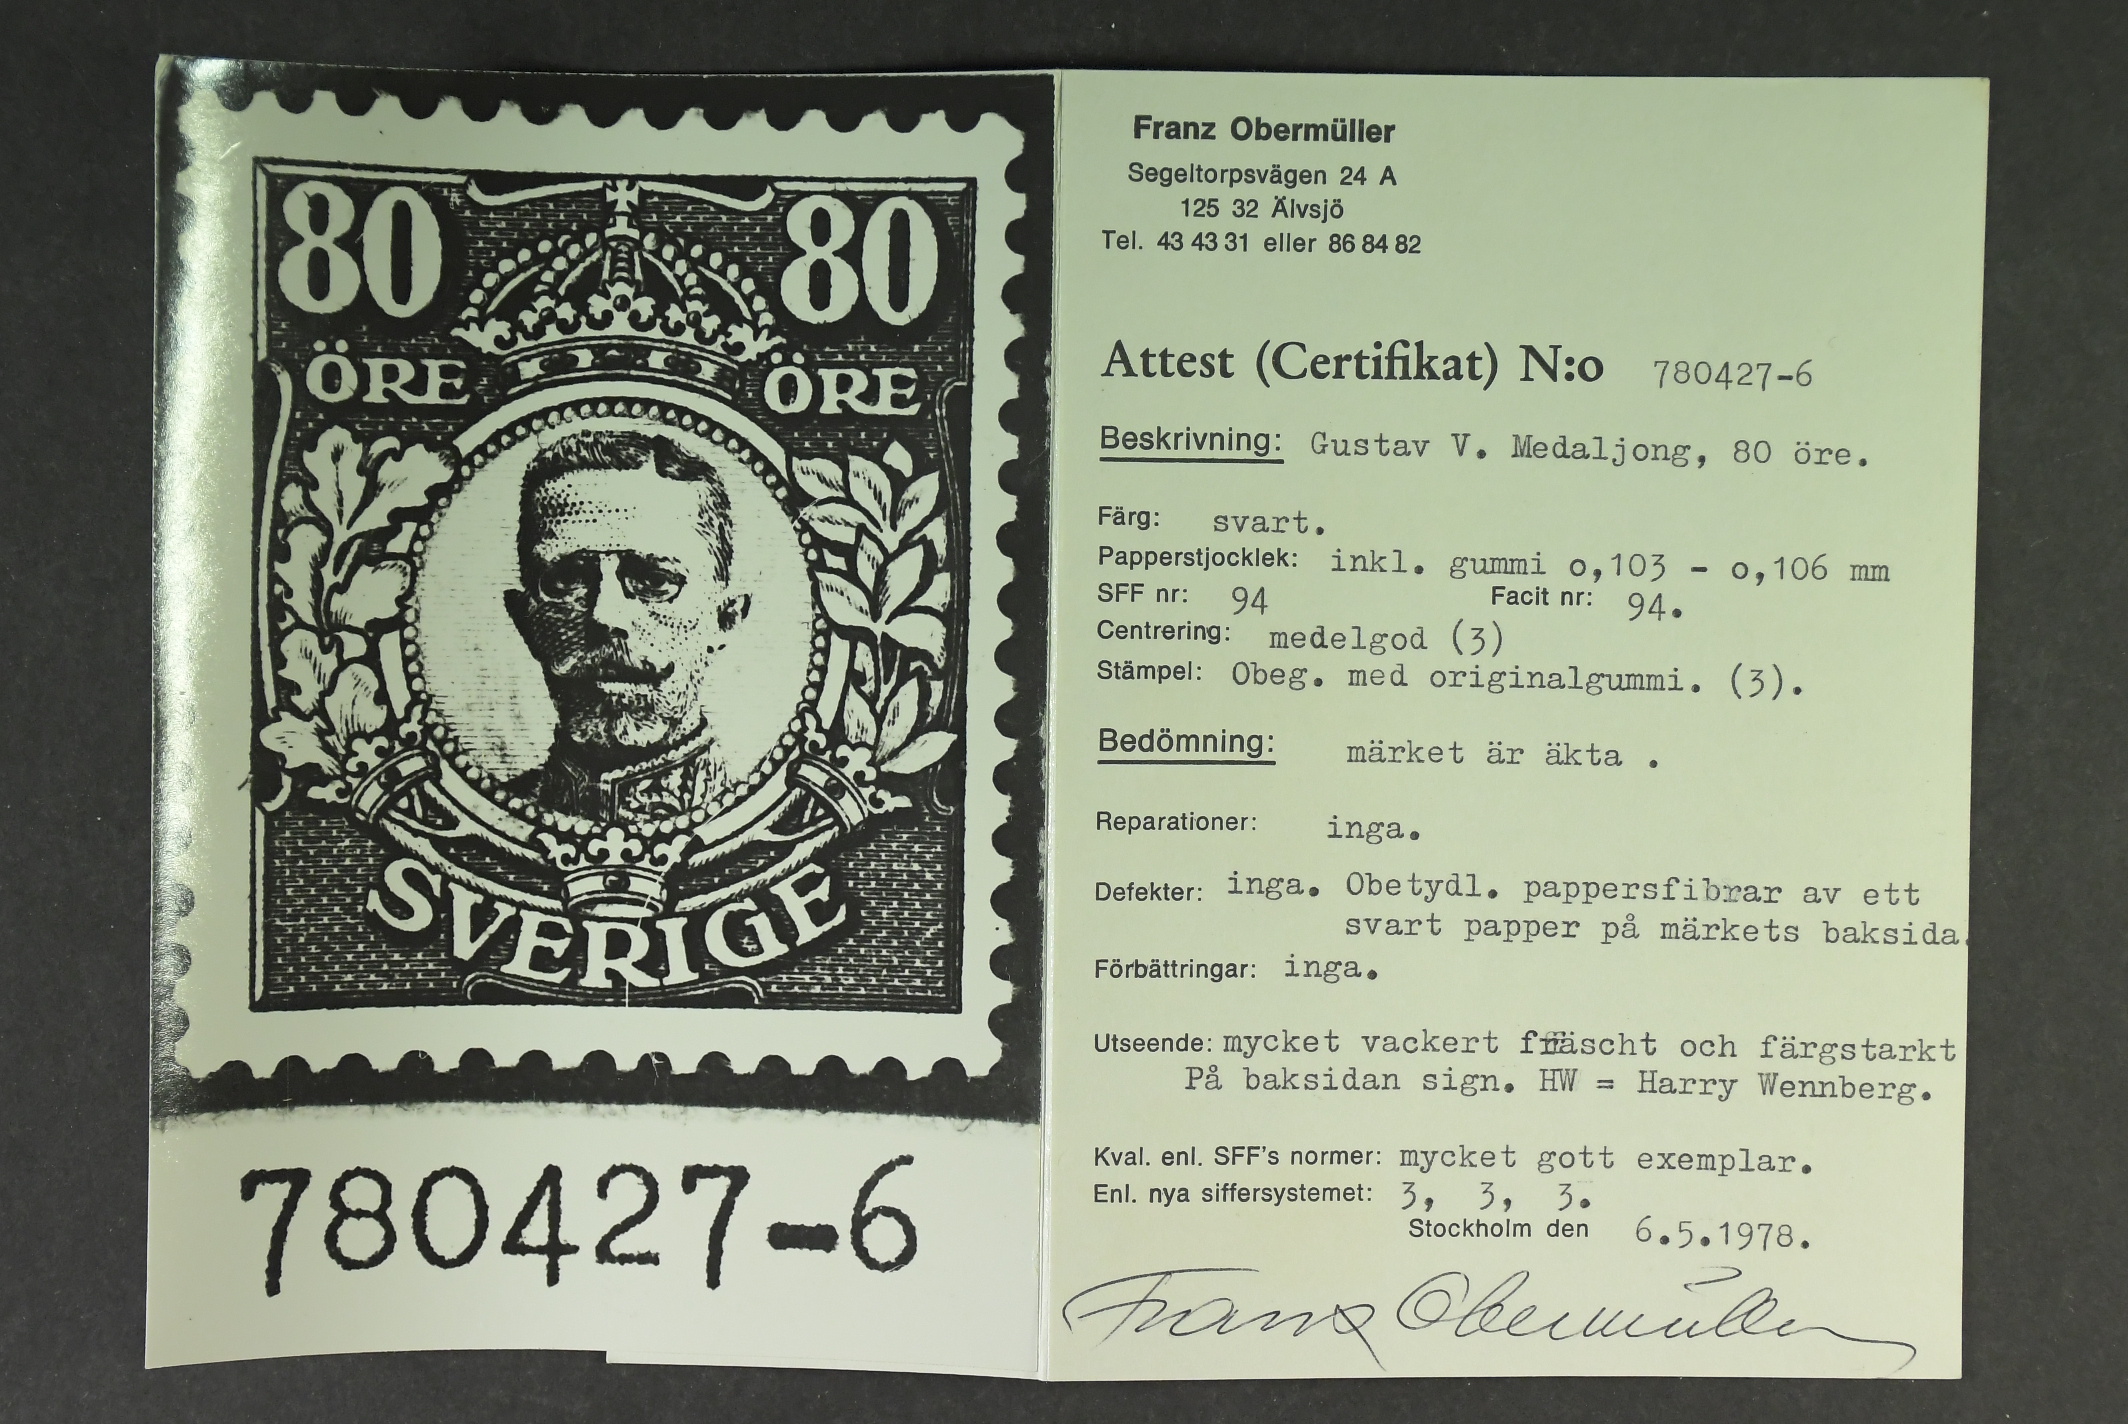 80 80
ÖRE ÖRE
SVERIGE
780427-6
Franz Obermüller
Segeltorpsvägen 24 A
125 32 Älvsjö
Tel. 43 43 31 eller 86 84 82
Attest (Certifikat) N:o 780427-6
Beskrivning: Gustav V. Medaljong, 80 öre.
Färg: svart.
Papperstjocklek: inkl. gummi o,103 - o,106 mm
SFF nr: 94 Facit nr: 94.
Centrering: medelgod (3)
Stämpel: Obeg. med originalgummi. (3).
Bedömning: märket är äkta .
Reparationer: inga.
Defekter: inga. Obetydl. pappersfibrar av ett
svart papper på märkets baksida.
Förbättringar: inga.
Utseende: mycket vackert fräscht och färgstarkt
På baksidan sign. HW = Harry Wennberg.
Kval. enl. SFF's normer: mycket gott exemplar.
Enl. nya siffersystemet: 3, 3, 3.
Stockholm den 6.5.1978.
Franz Obermüller